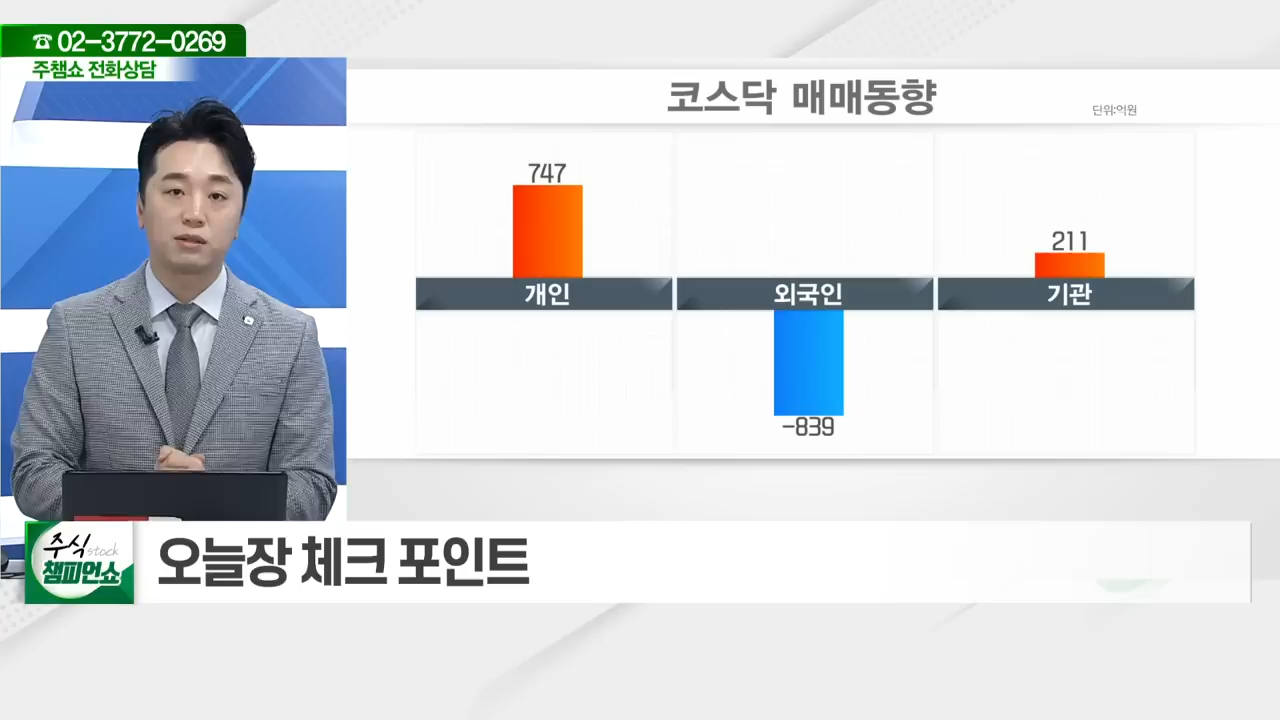 ☎ 02-3772-0269
주챔쇼 전화상담
코스닥 매매동향
단위:억원
747
211
개인
외국인
기관
-839
주식 stock
챔피언쇼
오늘장 체크 포인트